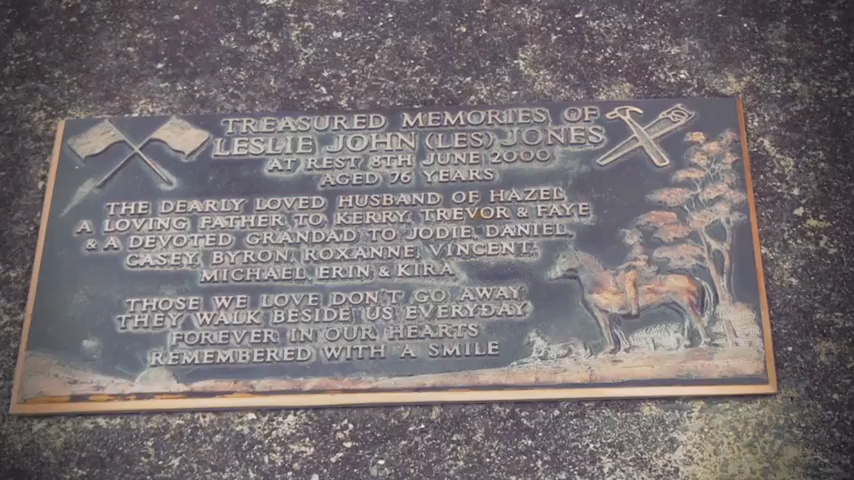 TREASURED MEMORIES OF
LESLIE JOHN (LES) JONES
AT REST 8TH JUNE 2000
AGED 76 YEARS
THE DEARLY LOVED HUSBAND OF HAZEL,
A LOVING FATHER TO KERRY, TREVOR & FAYE
& A DEVOTED GRANDAD TO JODIE, DANIEL,
CASEY, BYRON, ROXANNE, VINCENT,
MICHAEL, ERIN & KIRA
THOSE WE LOVE DON'T GO AWAY,
THEY WALK BESIDE US EVERYDAY
FOREVER IN OUR HEARTS
REMEMBERED WITH A SMILE